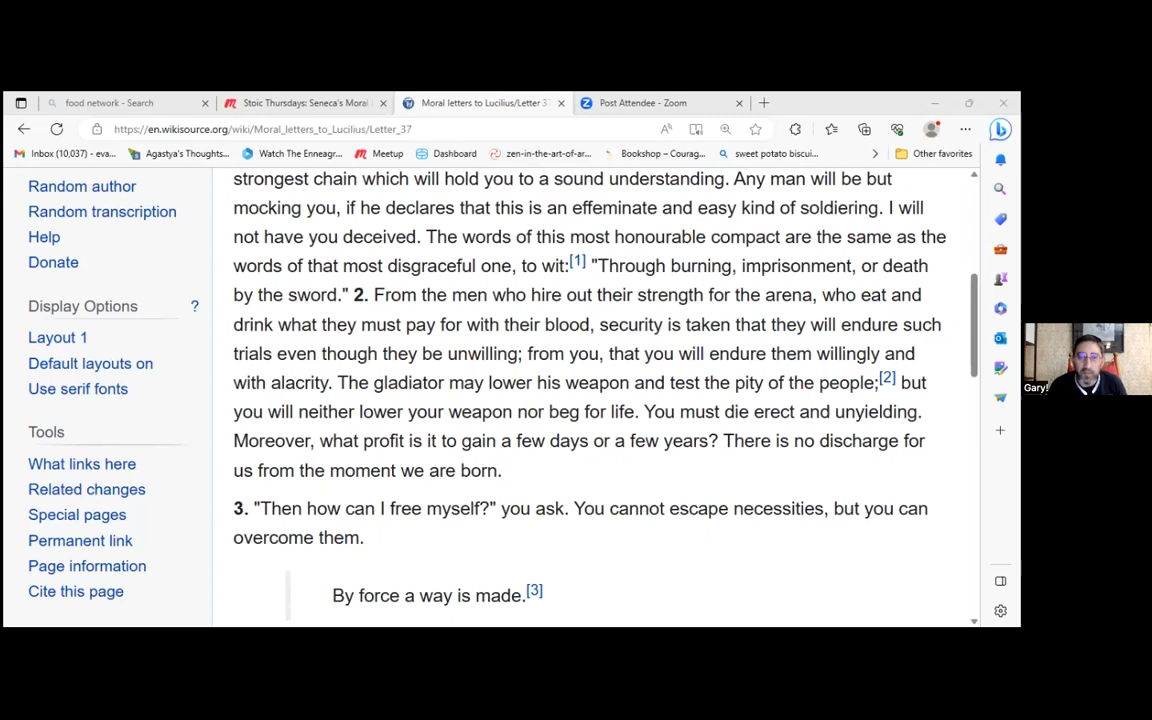 food network - Search
Stoic Thursdays: Seneca's Moral
Moral letters to Lucilius/Letter 37
Post Attendee - Zoom
https://en.wikisource.org/wiki/Moral_letters_to_Lucilius/Letter_37
Inbox (10,037) - eva...
Agastya's Thoughts...
Watch The Enneagr...
Meetup
Dashboard
zen-in-the-art-of-ar...
Bookshop – Courag...
sweet potato biscui...
Other favorites
Random author
Random transcription
Help
Donate
Display Options
?
Layout 1
Default layouts on
Use serif fonts
Tools
What links here
Related changes
Special pages
Permanent link
Page information
Cite this page
strongest chain which will hold you to a sound understanding. Any man will be but
mocking you, if he declares that this is an effeminate and easy kind of soldiering. I will
not have you deceived. The words of this most honourable compact are the same as the
words of that most disgraceful one, to wit:[1] "Through burning, imprisonment, or death
by the sword." 2. From the men who hire out their strength for the arena, who eat and
drink what they must pay for with their blood, security is taken that they will endure such
trials even though they be unwilling; from you, that you will endure them willingly and
with alacrity. The gladiator may lower his weapon and test the pity of the people;[2] but
you will neither lower your weapon nor beg for life. You must die erect and unyielding.
Moreover, what profit is it to gain a few days or a few years? There is no discharge for
us from the moment we are born.
3. "Then how can I free myself?" you ask. You cannot escape necessities, but you can
overcome them.
By force a way is made.[3]
Gary!